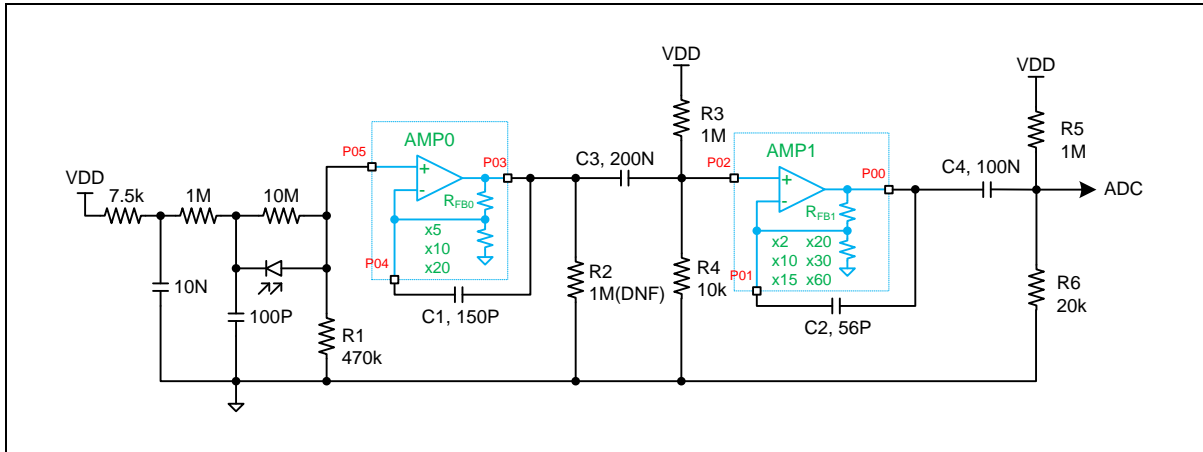 VDD
7.5k
1M
10M
10N
100P
R1
470k
P05
AMP0
+
-
P03
RFB0
x5
x10
x20
P04
C1, 150P
R2
1M(DNF)
C3, 200N
VDD
R3
1M
R4
10k
P02
AMP1
+
-
P00
RFB1
x2 x20
x10 x30
x15 x60
P01
C2, 56P
C4, 100N
VDD
R5
1M
ADC
R6
20k